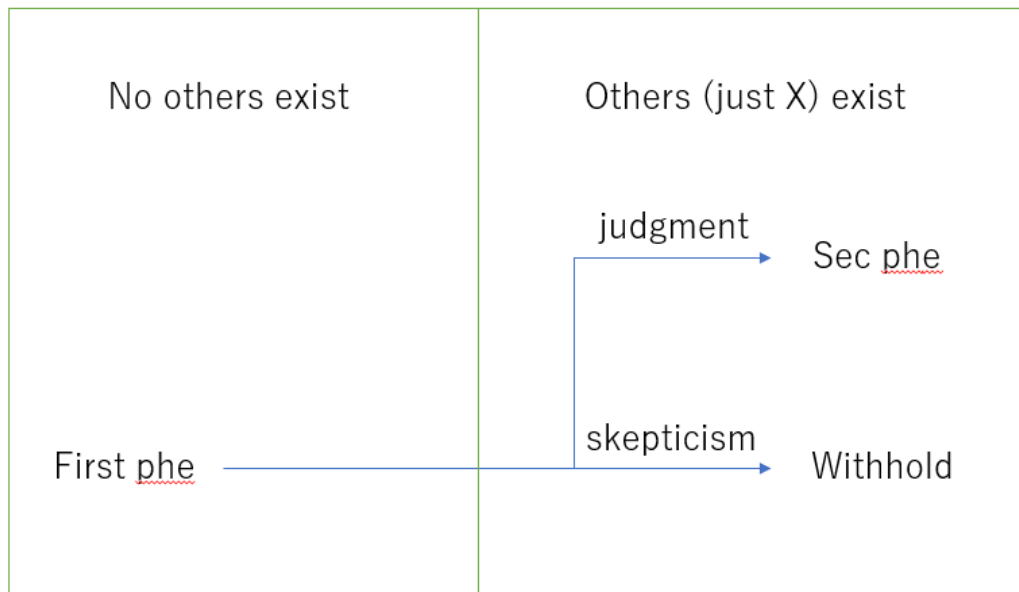 No others exist
Others (just X) exist
judgment
Sec phe
skepticism
First phe
Withhold